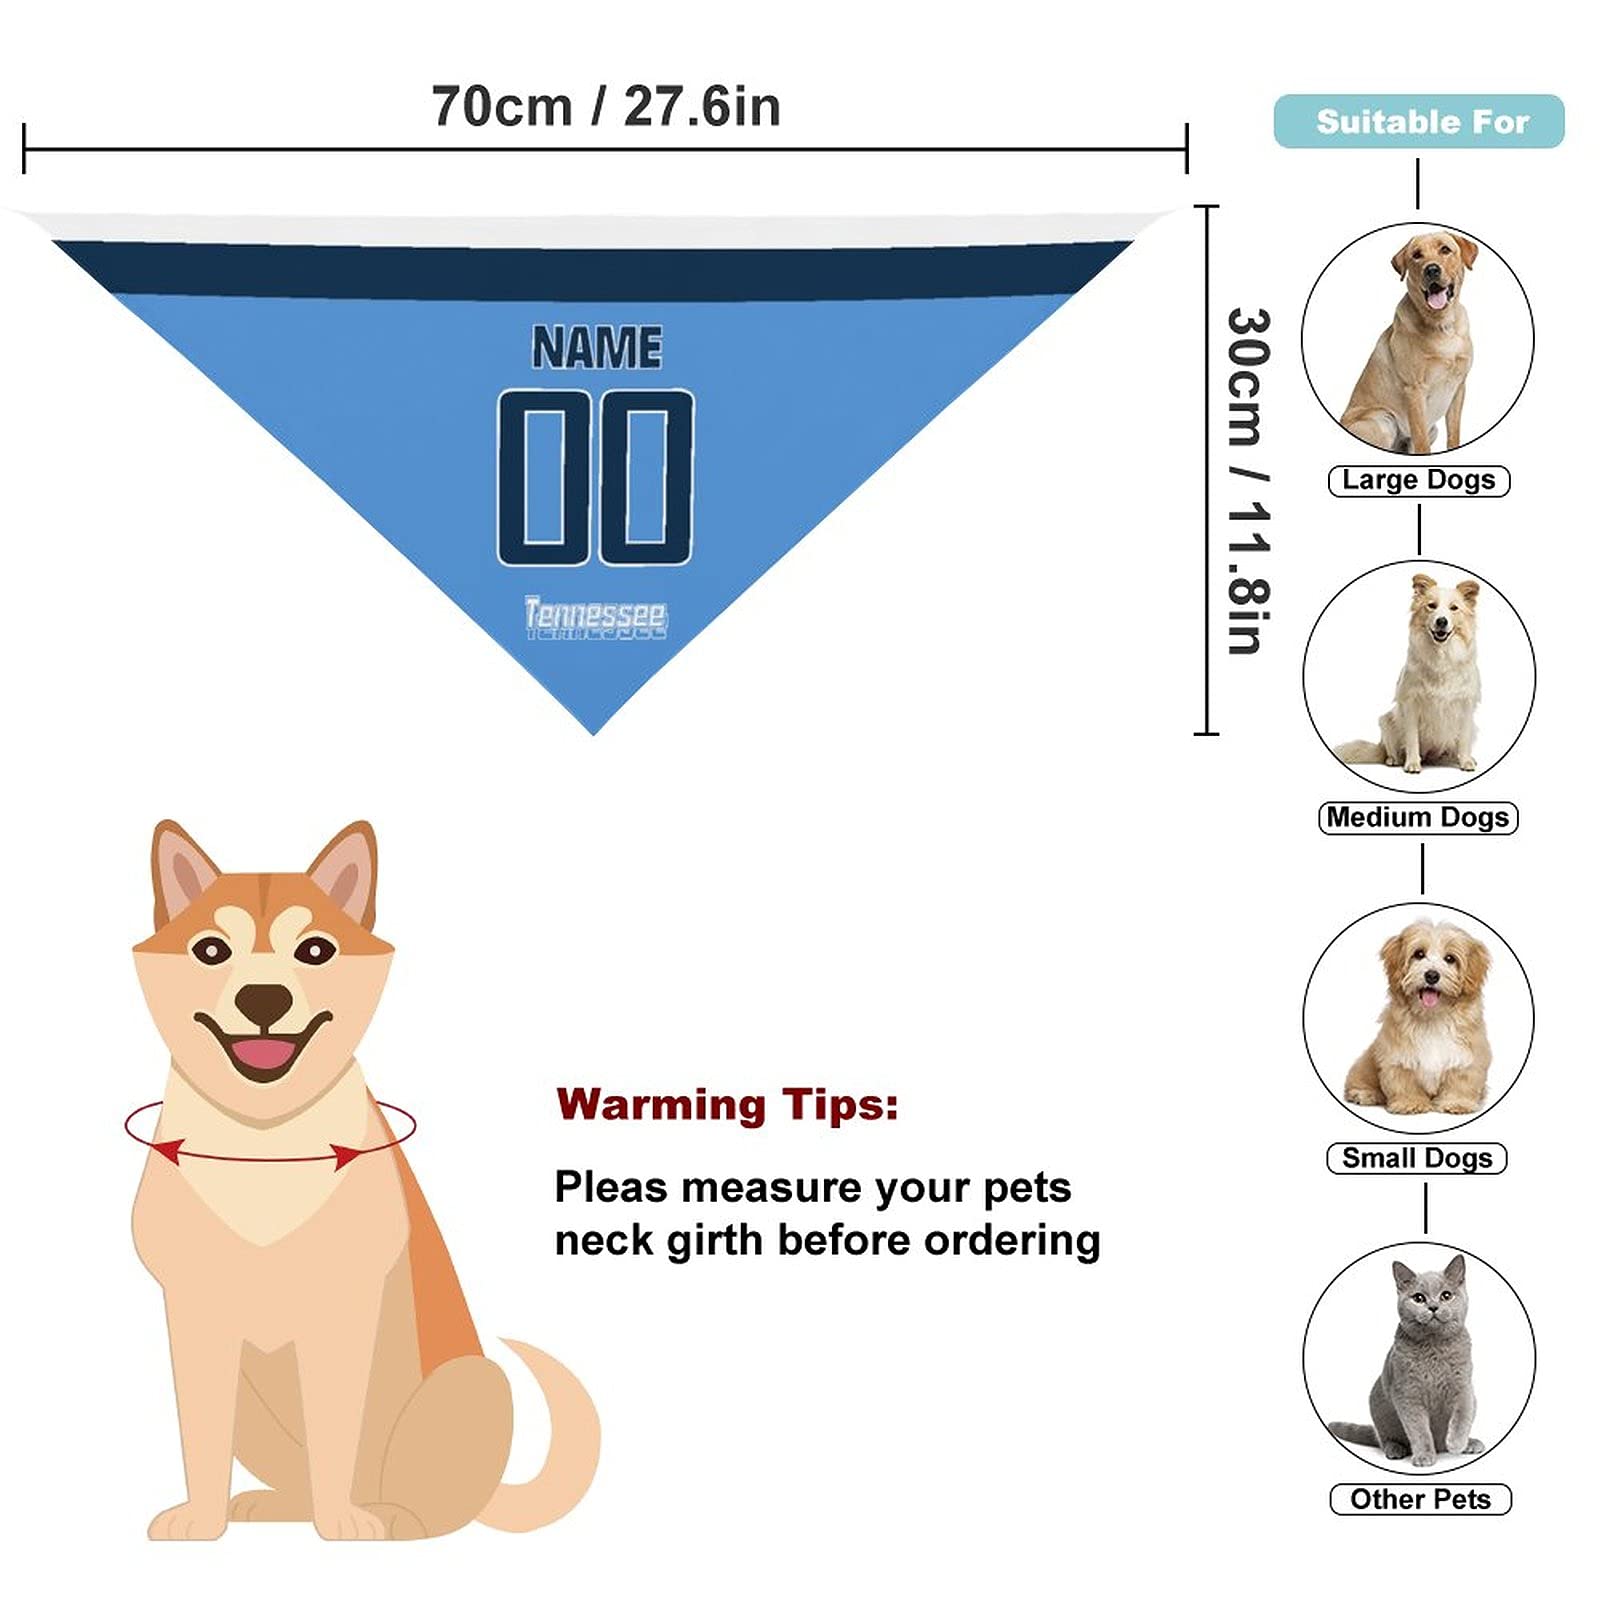 70cm / 27.6in
Suitable For
30cm / 11.8in
NAME
00
Tennessee
Large Dogs
Medium Dogs
Small Dogs
Other Pets
Warming Tips:
Pleas measure your pets
neck girth before ordering